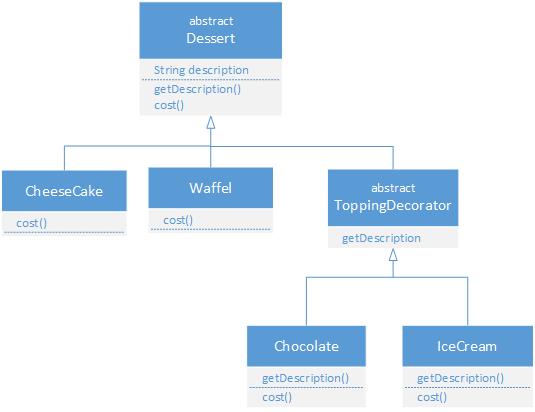 abstract
Dessert
String description
getDescription()
cost()
CheeseCake
cost()
Waffel
cost()
abstract
ToppingDecorator
getDescription
Chocolate
getDescription()
cost()
IceCream
getDescription()
cost()